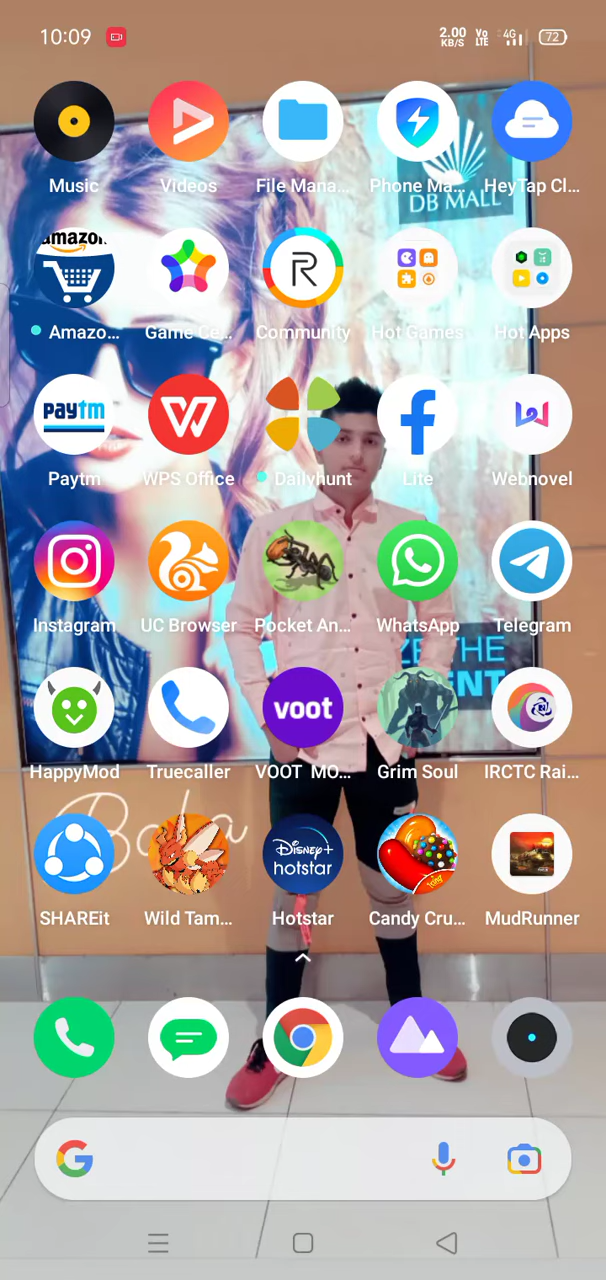 10:09 2.00 KB/S Vo LTE 4G 72
DB MALL
Music Videos File Mana... Phone Ma... HeyTap Cl...
amazon
Amazo... Game Ce... Community Hot Games Hot Apps
paytm
Paytm WPS Office Dailyhunt Lite Webnovel
Instagram UC Browser Pocket An... WhatsApp Telegram
THE
voot
HappyMod Truecaller VOOT MO... Grim Soul IRCTC Rai...
Disney+
hotstar
SHAREit Wild Tam... Hotstar Candy Cru... MudRunner